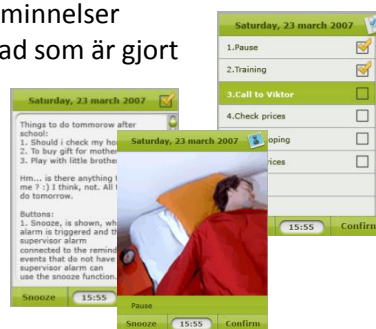 minnelser
ad som är gjort
Saturday, 23 march 2007
1.Pause
2.Training
3.Call to Viktor
4.Check prices
oping
rices
15:55 Confirm
Saturday, 23 march 2007
Things to do tommorow after
school:
1. Should i check my ho
2. To buy gift for mother
3. Play with little brothe
Hm... is there anything f
me ? :) I think, not. All t
do tomorrow.
Buttons:
1. Snooze, is shown, wh
alarm is triggered and t
supervisor alarm
connected to the remind
events that do not have
supervisor alarm can
use the snooze function.
Snooze 15:55
Saturday, 23 march 2007
Pause
Snooze 15:55 Confirm